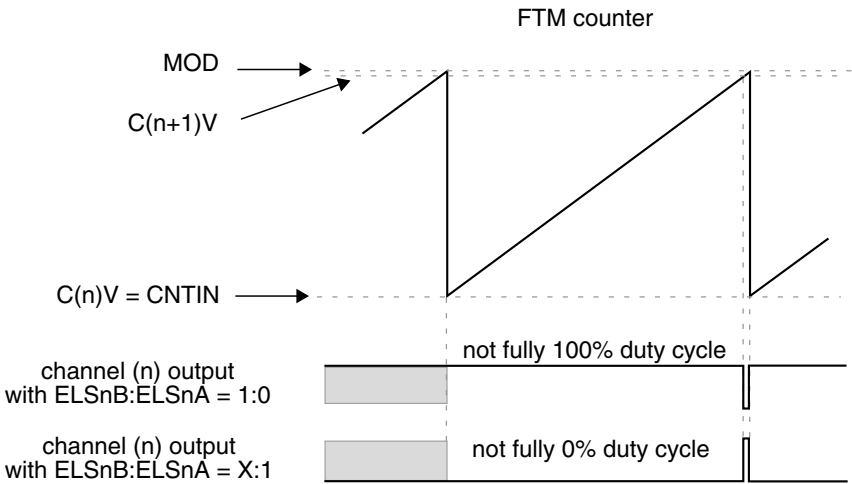 FTM counter
MOD
C(n+1)V
C(n)V = CNTIN
not fully 100% duty cycle
channel (n) output
with ELSnB:ELSnA = 1:0
not fully 0% duty cycle
channel (n) output
with ELSnB:ELSnA = X:1